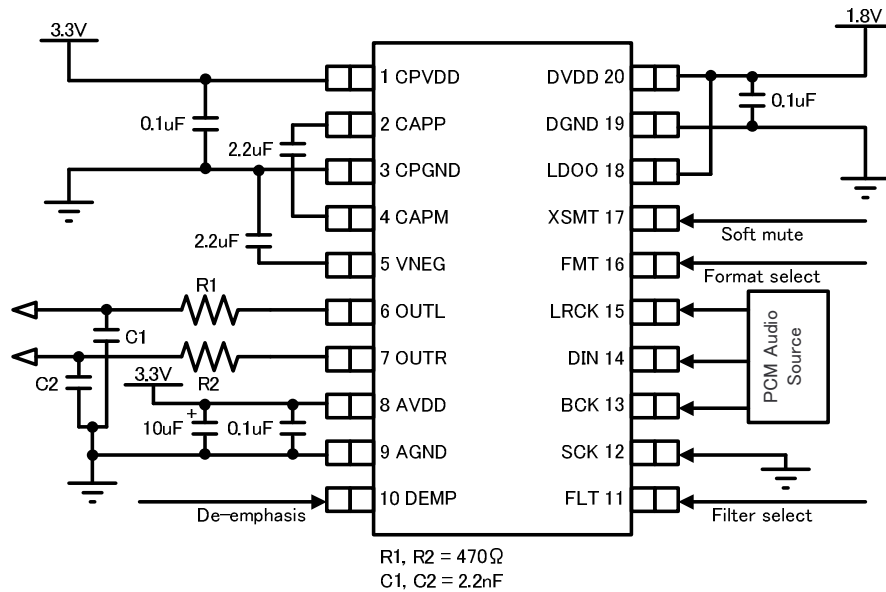 3.3V
1.8V
1 CPVDD
DVDD 20
0.1uF
0.1uF
2 CAPP
DGND 19
2.2uF
3 CPGND
LDOO 18
4 CAPM
XSMT 17
Soft mute
2.2uF
5 VNEG
FMT 16
Format select
R1
6 OUTL
LRCK 15
C1
7 OUTR
DIN 14
PCM Audio
Source
C2
3.3V
R2
8 AVDD
BCK 13
+
10uF
0.1uF
9 AGND
SCK 12
10 DEMP
FLT 11
De-emphasis
Filter select
R1, R2 = 470Ω
C1, C2 = 2.2nF